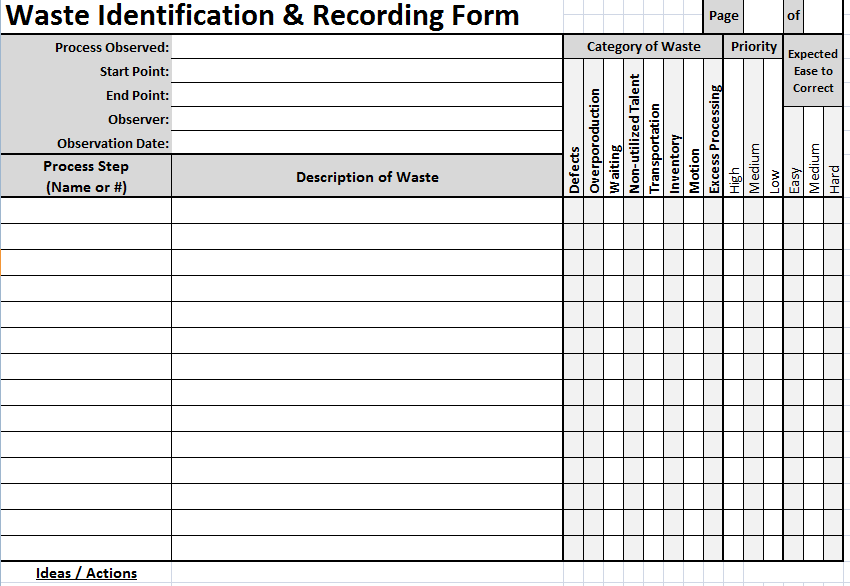 Waste Identification & Recording Form
Page
of
Process Observed:
Start Point:
End Point:
Observer:
Observation Date:
Category of Waste
Priority
Expected
Ease to
Correct
Process Step
(Name or #)
Description of Waste
Defects
Overporoduction
Waiting
Non-utilized Talent
Transportation
Inventory
Motion
Excess Processing
High
Medium
Low
Easy
Medium
Hard
Ideas / Actions